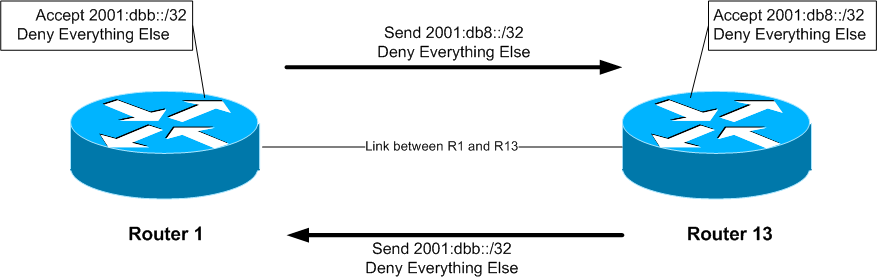 Accept 2001:dbb::/32
Deny Everything Else
Send 2001:db8::/32
Deny Everything Else
Accept 2001:db8::/32
Deny Everything Else
Link between R1 and R13
Router 1
Router 13
Send 2001:dbb::/32
Deny Everything Else